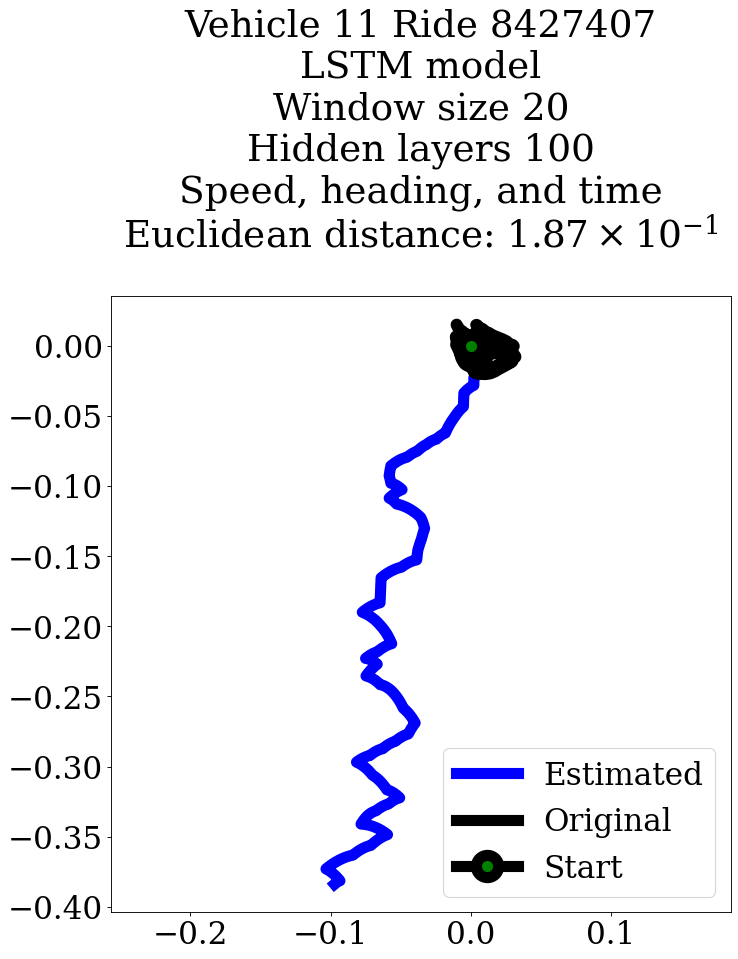 Vehicle 11 Ride 8427407
LSTM model
Window size 20
Hidden layers 100
Speed, heading, and time
Euclidean distance: 1.87 × 10⁻¹
0.00
−0.05
−0.10
−0.15
−0.20
−0.25
−0.30
−0.35
−0.40
Estimated
Original
Start
−0.2 −0.1 0.0 0.1